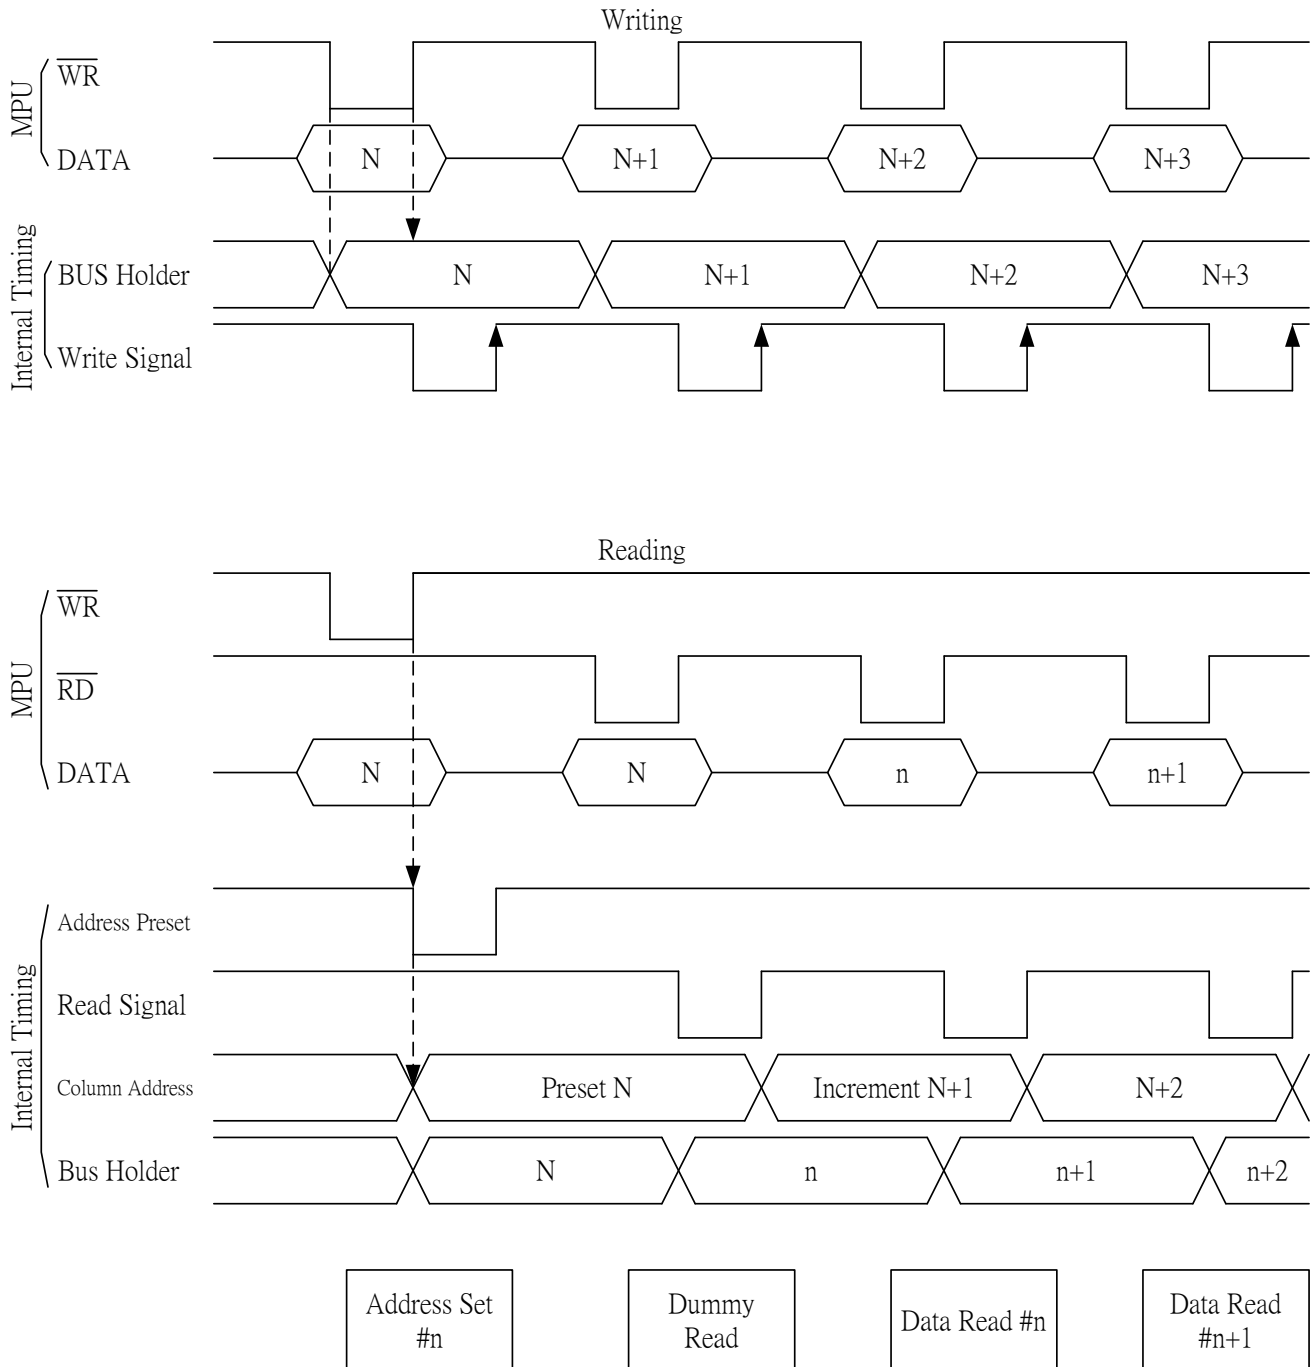 Writing
MPU
WR
DATA
N
N+1
N+2
N+3
Internal Timing
BUS Holder
N
N+1
N+2
N+3
Write Signal
Reading
MPU
WR
RD
DATA
N
N
n
n+1
Internal Timing
Address Preset
Read Signal
Column Address
Preset N
Increment N+1
N+2
Bus Holder
N
n
n+1
n+2
Address Set
#n
Dummy
Read
Data Read #n
Data Read
#n+1